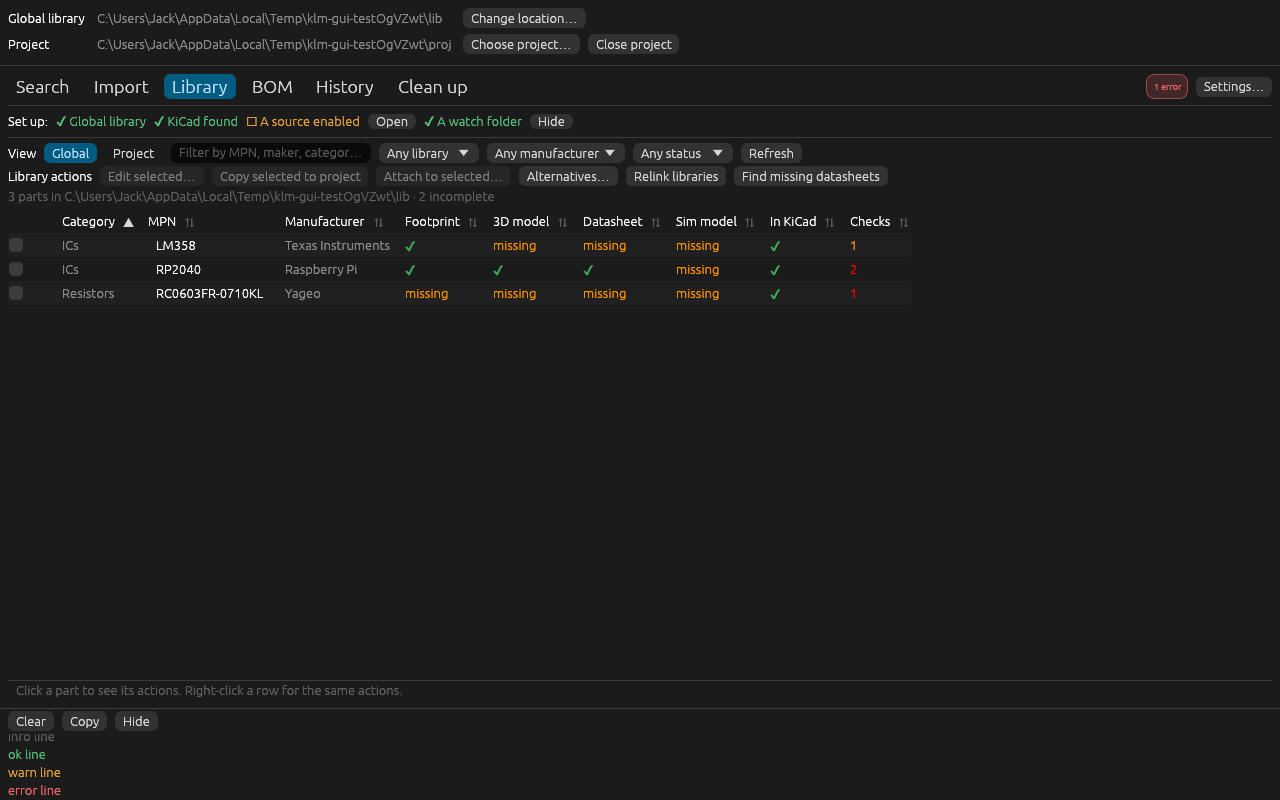 Global library C:\Users\Jack\AppData\Local\Temp\klm-gui-testOgVZwt\lib Change location…
Project C:\Users\Jack\AppData\Local\Temp\klm-gui-testOgVZwt\proj Choose project… Close project
Search Import Library BOM History Clean up 1 error Settings…
Set up: ✔ Global library ✔ KiCad found ☐ A source enabled Open ✔ A watch folder Hide
View Global Project Filter by MPN, maker, categor… Any library ▼ Any manufacturer ▼ Any status ▼ Refresh
Library actions Edit selected… Copy selected to project Attach to selected… Alternatives… Relink libraries Find missing datasheets
3 parts in C:\Users\Jack\AppData\Local\Temp\klm-gui-testOgVZwt\lib · 2 incomplete
Category ▲ MPN ⇅ Manufacturer ⇅ Footprint ⇅ 3D model ⇅ Datasheet ⇅ Sim model ⇅ In KiCad ⇅ Checks ⇅
ICs LM358 Texas Instruments ✔ missing missing missing ✔ 1
ICs RP2040 Raspberry Pi ✔ ✔ ✔ missing ✔ 2
Resistors RC0603FR-0710KL Yageo missing missing missing missing ✔ 1
Click a part to see its actions. Right-click a row for the same actions.
Clear Copy Hide
info line
ok line
warn line
error line